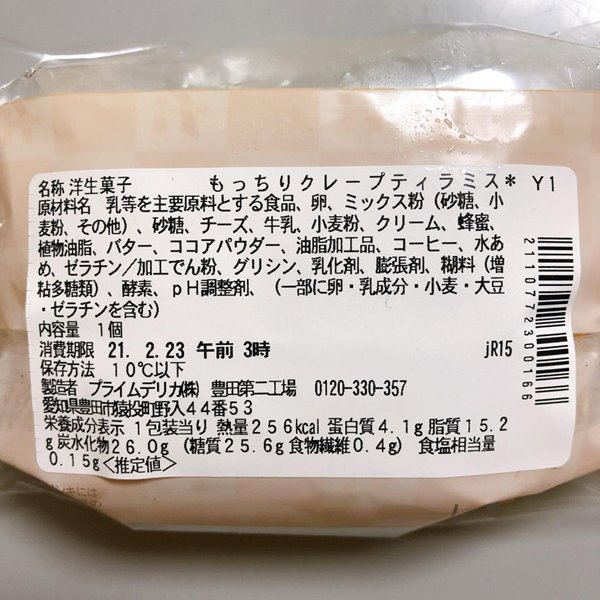 名称 洋生菓子 もっちりクレープティラミス* Y1
原材料名 乳等を主要原料とする食品、卵、ミックス粉(砂糖、小
麦粉、その他)、砂糖、チーズ、牛乳、小麦粉、クリーム、蜂蜜、
植物油脂、バター、ココアパウダー、油脂加工品、コーヒー、水あ
め、ゼラチン/加工でん粉、グリシン、乳化剤、膨張剤、糊料(増
粘多糖類)、酵素、pH調整剤、(一部に卵・乳成分・小麦・大豆
・ゼラチンを含む)
内容量 1個
消費期限 21. 2.23 午前 3時 jR15
保存方法 10℃以下
製造者 プライムデリカ(株) 豊田第二工場 0120-330-357
愛知県豊田市猿投町野入44番53
栄養成分表示 1包装当り 熱量256kcal 蛋白質4.1g 脂質15.2
g 炭水化物26.0g (糖質25.6g 食物繊維0.4g) 食塩相当量
0.15g<推定値>
2110772300166